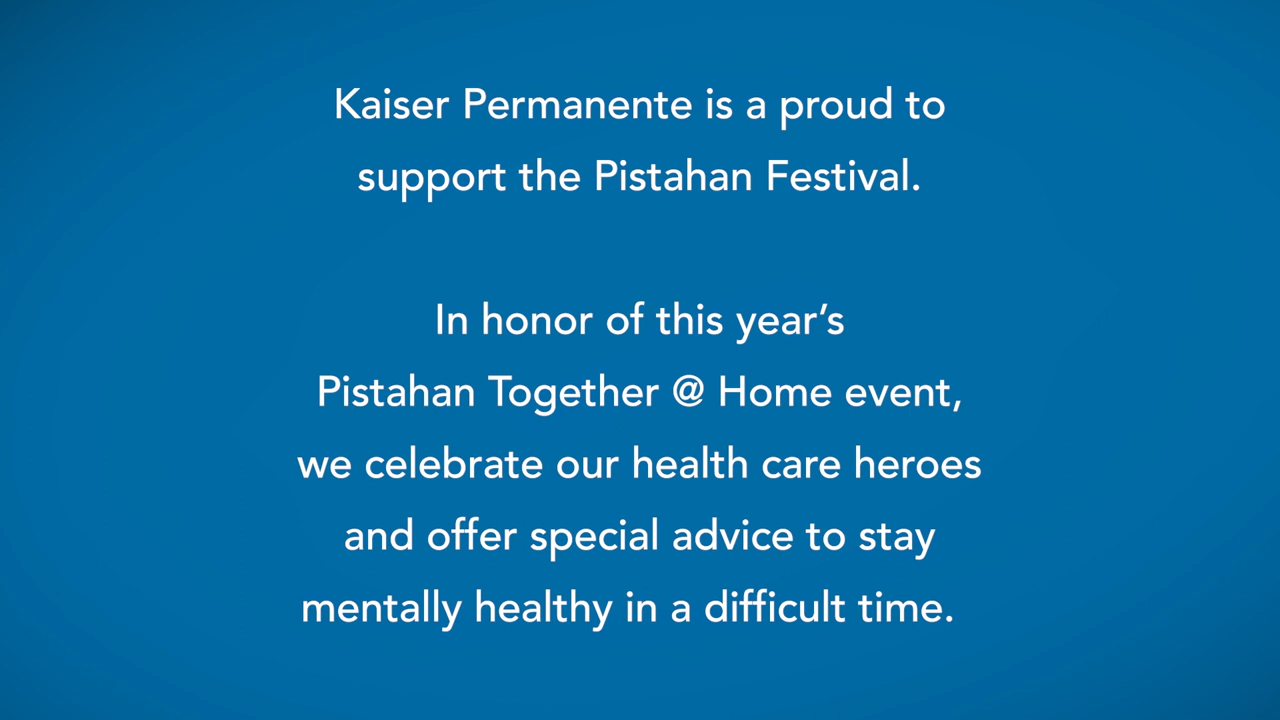 Kaiser Permanente is a proud to
support the Pistahan Festival.
In honor of this year’s
Pistahan Together @ Home event,
we celebrate our health care heroes
and offer special advice to stay
mentally healthy in a difficult time.